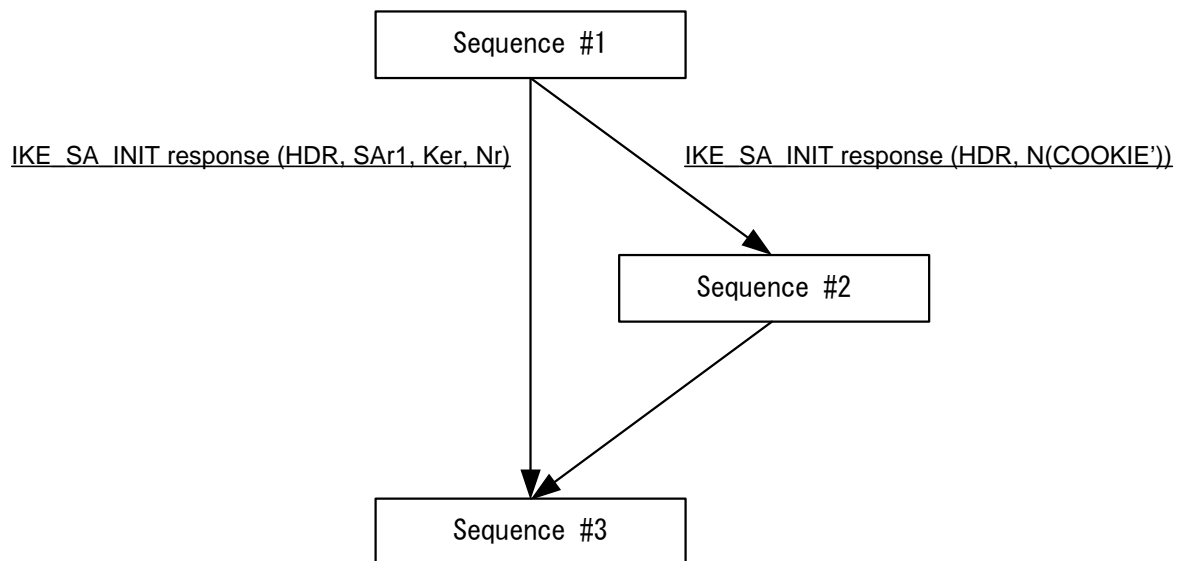 Sequence #1
IKE_SA_INIT response (HDR, SAr1, Ker, Nr)
IKE_SA_INIT response (HDR, N(COOKIE’))
Sequence #2
Sequence #3